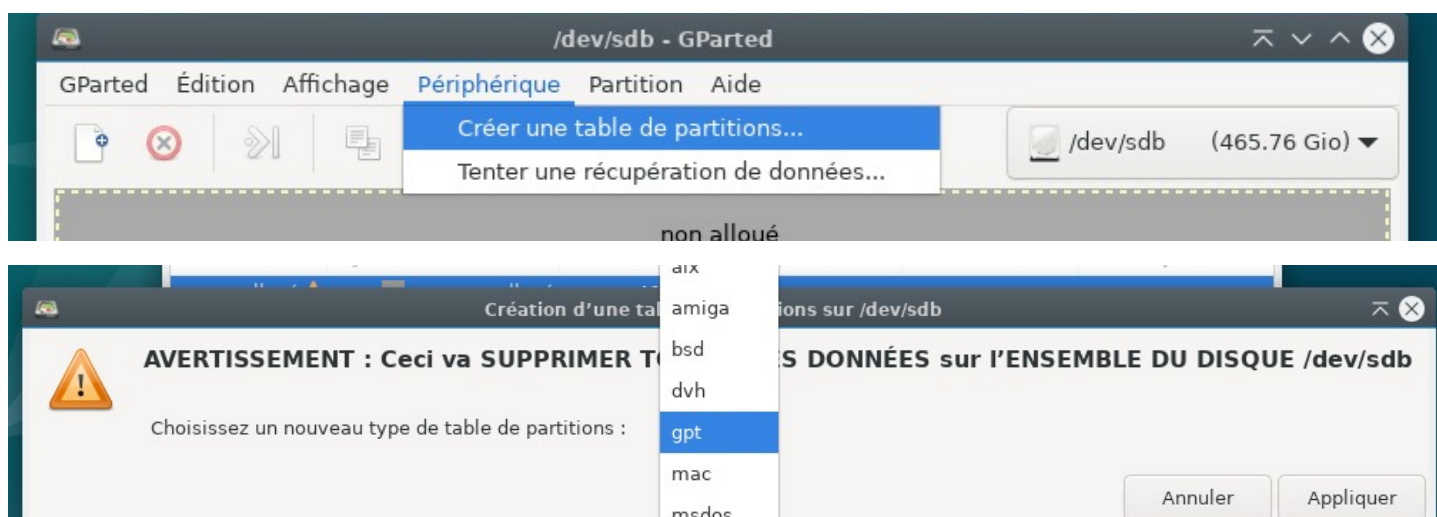 /dev/sdb - GParted
GParted Édition Affichage Périphérique Partition Aide
Créer une table de partitions...
/dev/sdb (465.76 Gio)
Tenter une récupération de données...
non alloué
aix
Création d’une tal ions sur /dev/sdb
amiga
AVERTISSEMENT : Ceci va SUPPRIMER TO ES DONNÉES sur l’ENSEMBLE DU DISQUE /dev/sdb
bsd
dvh
Choisissez un nouveau type de table de partitions :
gpt
mac
Annuler Appliquer
msdos